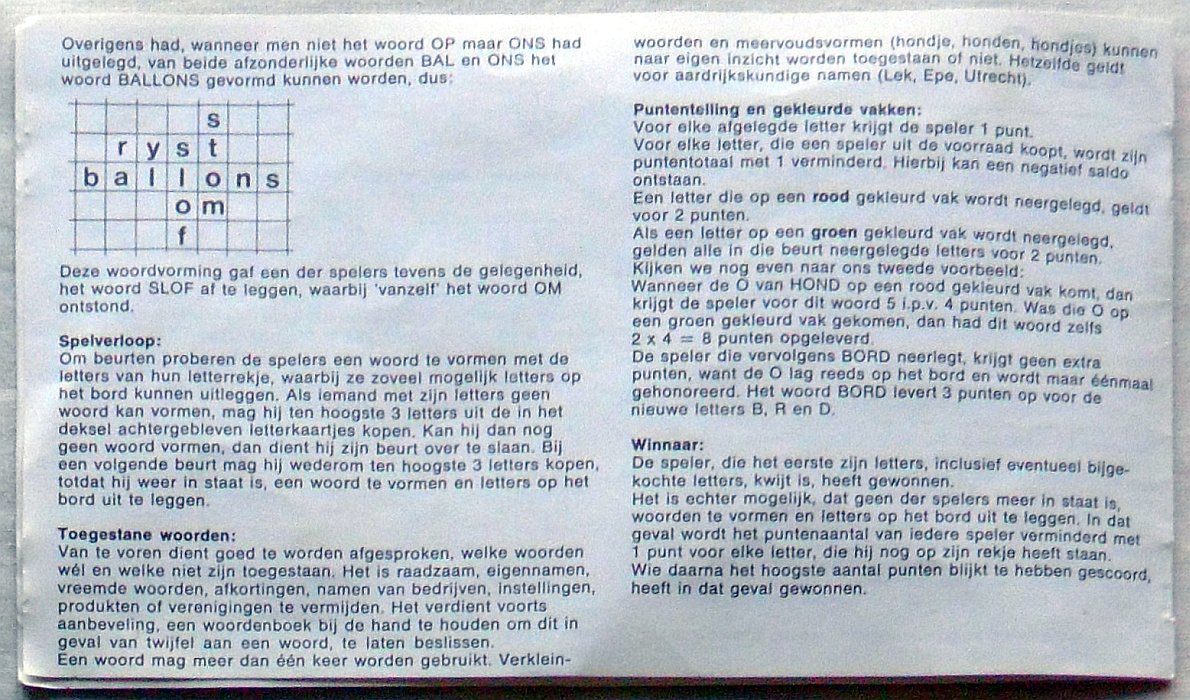 Overigens had, wanneer men niet het woord OP maar ONS had
uitgelegd, van beide afzonderlijke woorden BAL en ONS het
woord BALLONS gevormd kunnen worden, dus:
s
r y s t
b a l l o n s
o m
f
Deze woordvorming gaf een der spelers tevens de gelegenheid,
het woord SLOF af te leggen, waarbij 'vanzelf' het woord OM
ontstond.
Spelverloop:
Om beurten proberen de spelers een woord te vormen met de
letters van hun letterrekje, waarbij ze zoveel mogelijk letters op
het bord kunnen uitleggen. Als iemand met zijn letters geen
woord kan vormen, mag hij ten hoogste 3 letters uit de in het
deksel achtergebleven letterkaartjes kopen. Kan hij dan nog
geen woord vormen, dan dient hij zijn beurt over te slaan. Bij
een volgende beurt mag hij wederom ten hoogste 3 letters kopen,
totdat hij weer in staat is, een woord te vormen en letters op het
bord uit te leggen.
Toegestane woorden:
Van te voren dient goed te worden afgesproken, welke woorden
wél en welke niet zijn toegestaan. Het is raadzaam, eigennamen,
vreemde woorden, afkortingen, namen van bedrijven, instellingen,
produkten of verenigingen te vermijden. Het verdient voorts
aanbeveling, een woordenboek bij de hand te houden om dit in
geval van twijfel aan een woord, te laten beslissen.
Een woord mag meer dan één keer worden gebruikt. Verklein-
woorden en meervoudsvormen (hondje, honden, hondjes) kunnen
naar eigen inzicht worden toegestaan of niet. Hetzelfde geldt
voor aardrijkskundige namen (Lek, Epe, Utrecht).
Puntentelling en gekleurde vakken:
Voor elke afgelegde letter krijgt de speler 1 punt.
Voor elke letter, die een speler uit de voorraad koopt, wordt zijn
puntentotaal met 1 verminderd. Hierbij kan een negatief saldo
ontstaan.
Een letter die op een rood gekleurd vak wordt neergelegd, geldt
voor 2 punten.
Als een letter op een groen gekleurd vak wordt neergelegd,
gelden alle in die beurt neergelegde letters voor 2 punten.
Kijken we nog even naar ons tweede voorbeeld:
Wanneer de O van HOND op een rood gekleurd vak komt, dan
krijgt de speler voor dit woord 5 i.p.v. 4 punten. Was die O op
een groen gekleurd vak gekomen, dan had dit woord zelfs
2 x 4 = 8 punten opgeleverd.
De speler die vervolgens BORD neerlegt, krijgt geen extra
punten, want de O lag reeds op het bord en wordt maar éénmaal
gehonoreerd. Het woord BORD levert 3 punten op voor de
nieuwe letters B, R en D.
Winnaar:
De speler, die het eerste zijn letters, inclusief eventueel bijge-
kochte letters, kwijt is, heeft gewonnen.
Het is echter mogelijk, dat geen der spelers meer in staat is,
woorden te vormen en letters op het bord uit te leggen. In dat
geval wordt het puntenaantal van iedere speler verminderd met
1 punt voor elke letter, die hij nog op zijn rekje heeft staan.
Wie daarna het hoogste aantal punten blijkt te hebben gescoord,
heeft in dat geval gewonnen.